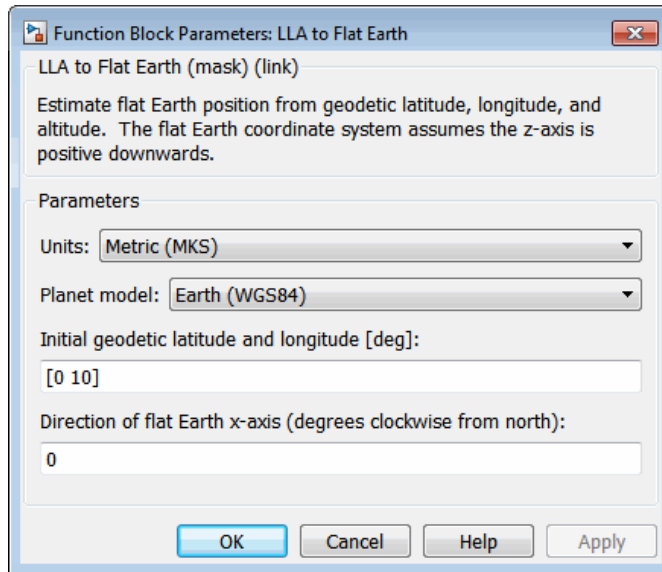 Function Block Parameters: LLA to Flat Earth
LLA to Flat Earth (mask) (link)
Estimate flat Earth position from geodetic latitude, longitude, and
altitude.  The flat Earth coordinate system assumes the z-axis is
positive downwards.
Parameters
Units: Metric (MKS)
Planet model: Earth (WGS84)
Initial geodetic latitude and longitude [deg]:
[0 10]
Direction of flat Earth x-axis (degrees clockwise from north):
0
OK Cancel Help Apply